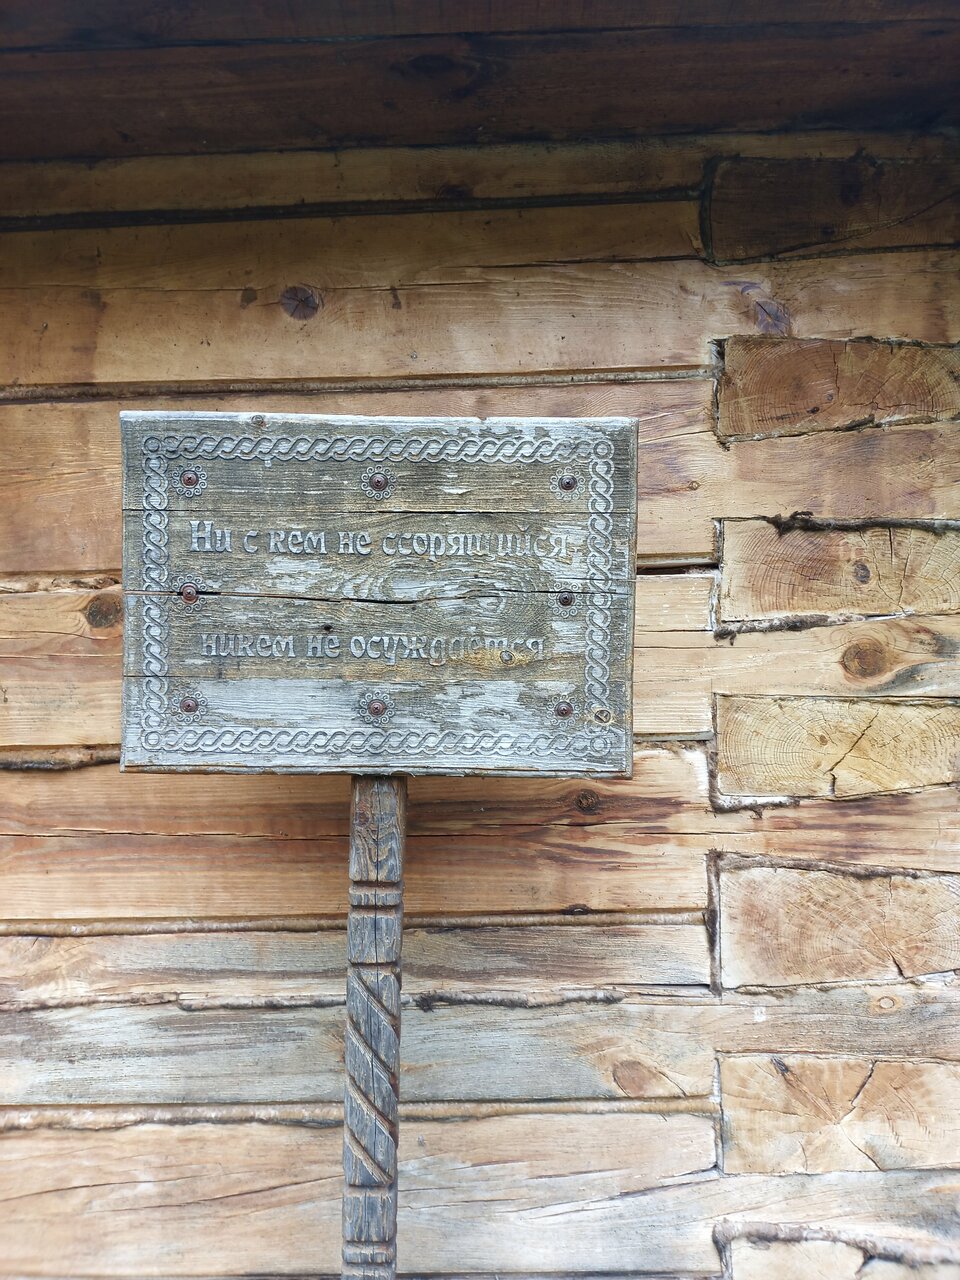 Ни с кем не ссорящийся,
никем не осуждается